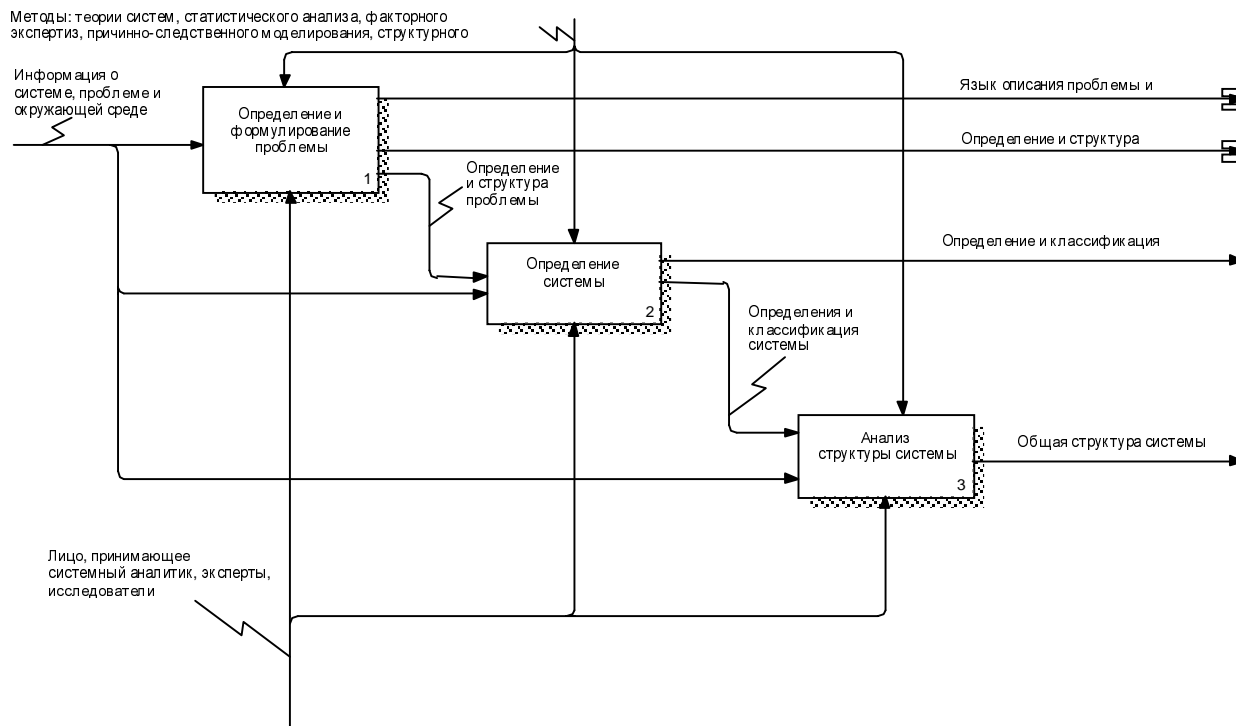 Методы: теории систем, статистического анализа, факторного
экспертиз, причинно-следственного моделирования, структурного
Информация о
системе, проблеме и
окружающей среде
Определение и
формулирование
проблемы
1
Язык описания проблемы и
Определение и структура
Определение
и структура
проблемы
Определение и классификация
Определение
системы
2
Определения и
классификация
системы
Анализ
структуры системы
3
Общая структура системы
Лицо, принимающее
системный аналитик, эксперты,
исследователи